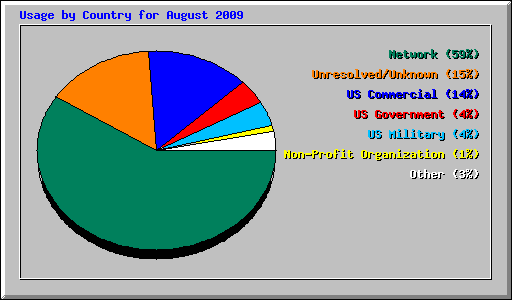 Usage by Country for August 2009
Network (59%)
Unresolved/Unknown (15%)
US Commercial (14%)
US Government (4%)
US Military (4%)
Non-Profit Organization (1%)
Other (3%)